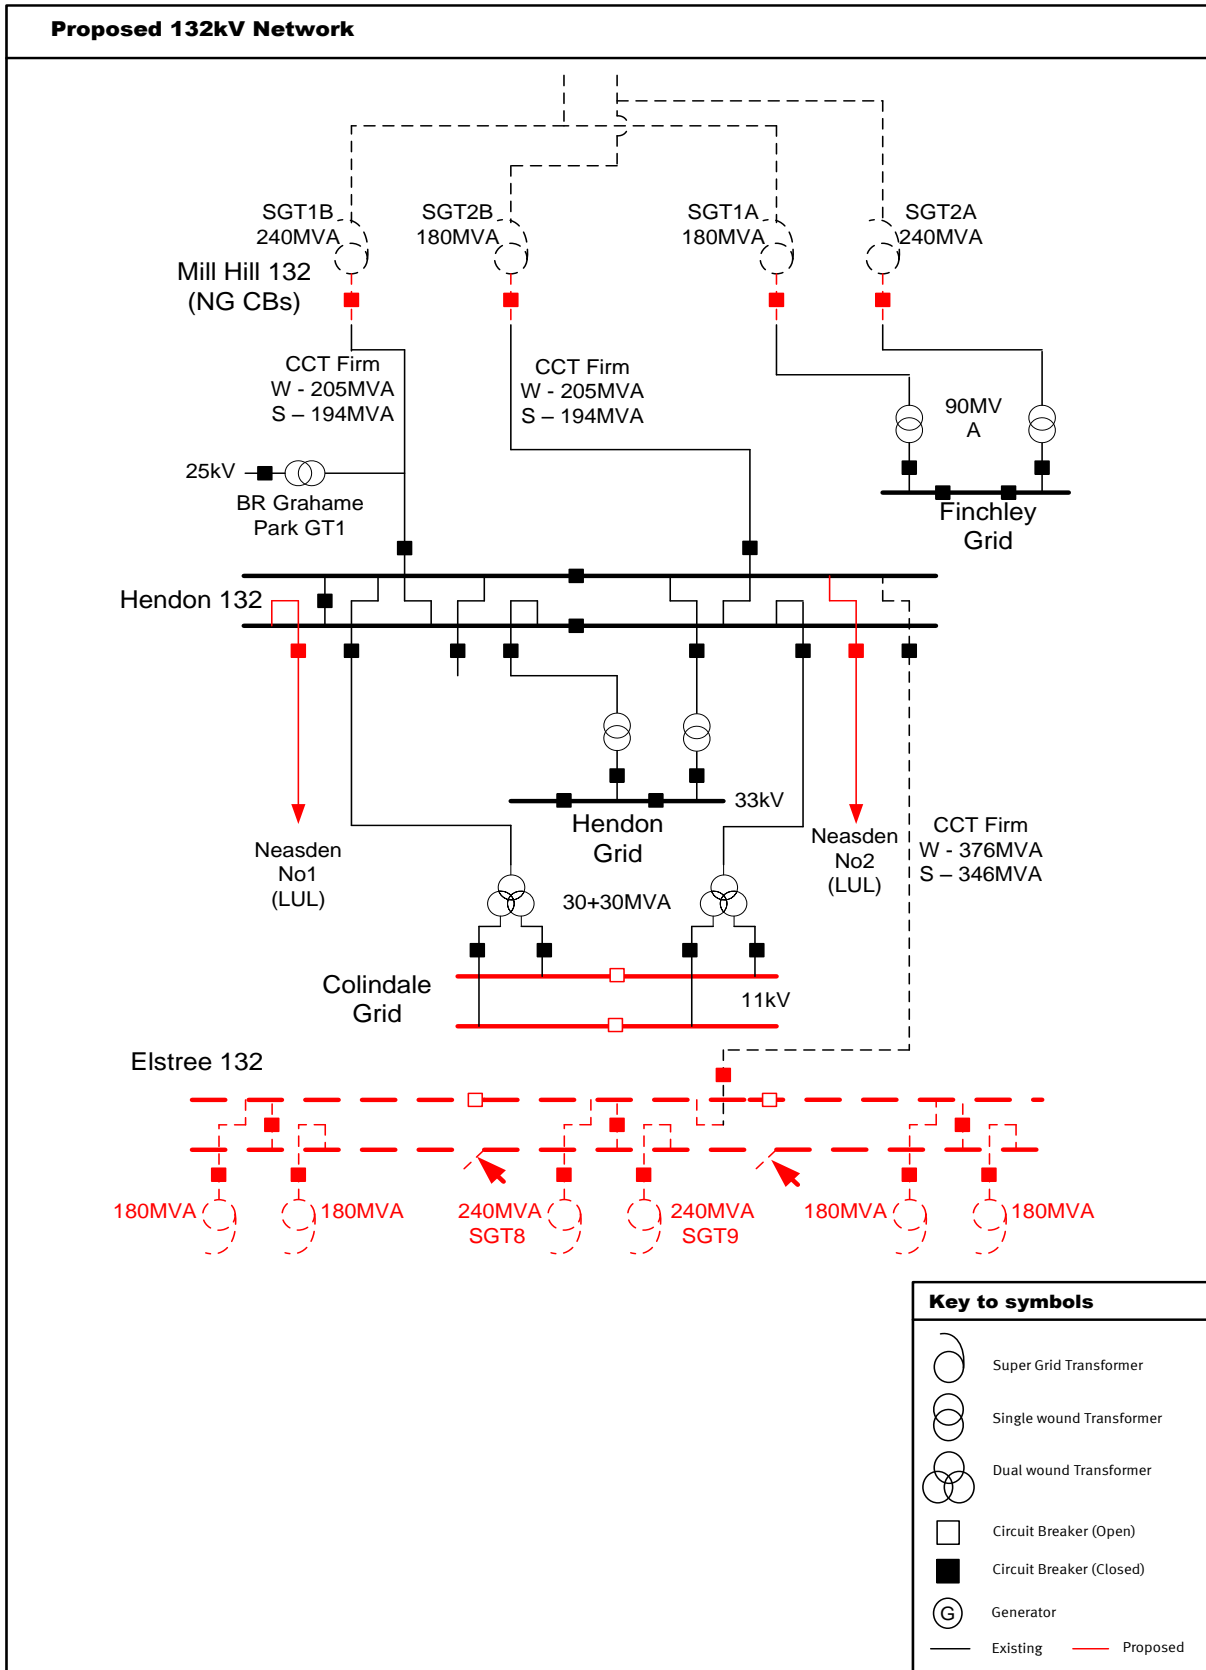 Proposed 132kV Network
SGT1B
240MVA
SGT2B
180MVA
SGT1A
180MVA
SGT2A
240MVA
Mill Hill 132
(NG CBs)
CCT Firm
W - 205MVA
S – 194MVA
CCT Firm
W - 205MVA
S – 194MVA
90MV
A
25kV
BR Grahame
Park GT1
Finchley
Grid
Hendon 132
33kV
Hendon
Grid
Neasden
No1
(LUL)
Neasden
No2
(LUL)
CCT Firm
W - 376MVA
S – 346MVA
30+30MVA
Colindale
Grid
11kV
Elstree 132
180MVA
180MVA
240MVA
SGT8
240MVA
SGT9
180MVA
180MVA
Key to symbols
Super Grid Transformer
Single wound Transformer
Dual wound Transformer
Circuit Breaker (Open)
Circuit Breaker (Closed)
G
Generator
Existing
Proposed